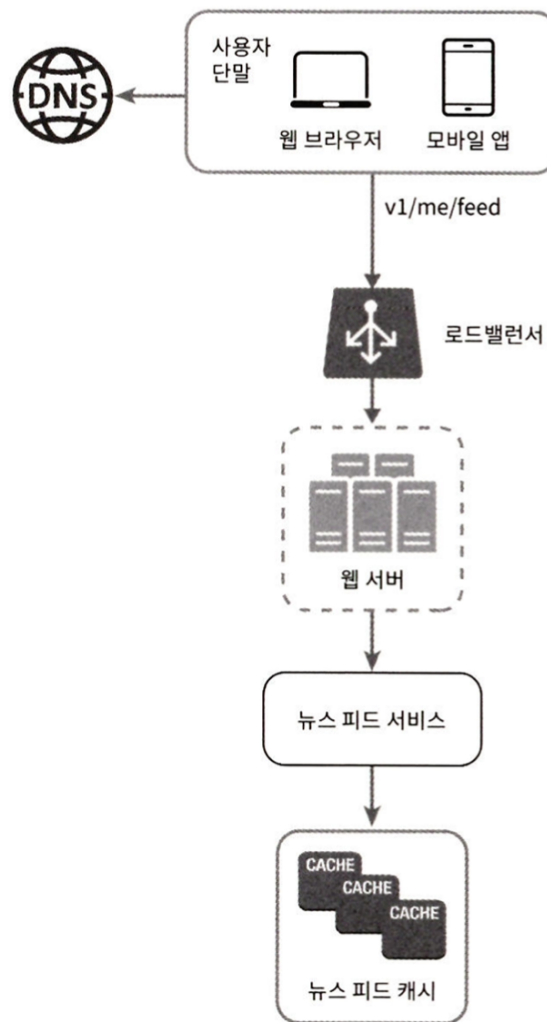 사용자
단말
DNS
웹 브라우저
모바일 앱
v1/me/feed
로드밸런서
웹 서버
뉴스 피드 서비스
CACHE
CACHE
CACHE
뉴스 피드 캐시